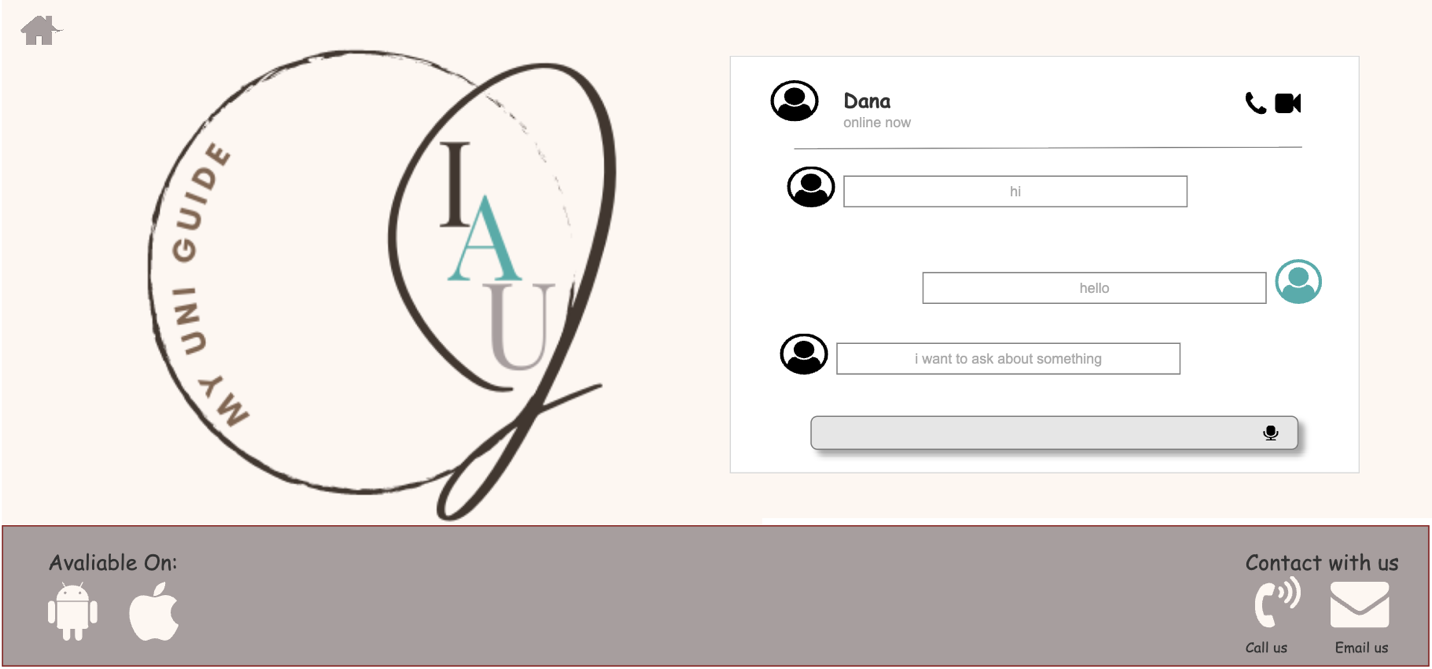 MY UNI GUIDE
I
A
U
Dana
online now
hi
hello
i want to ask about something
Avaliable On:
Contact with us
Call us
Email us